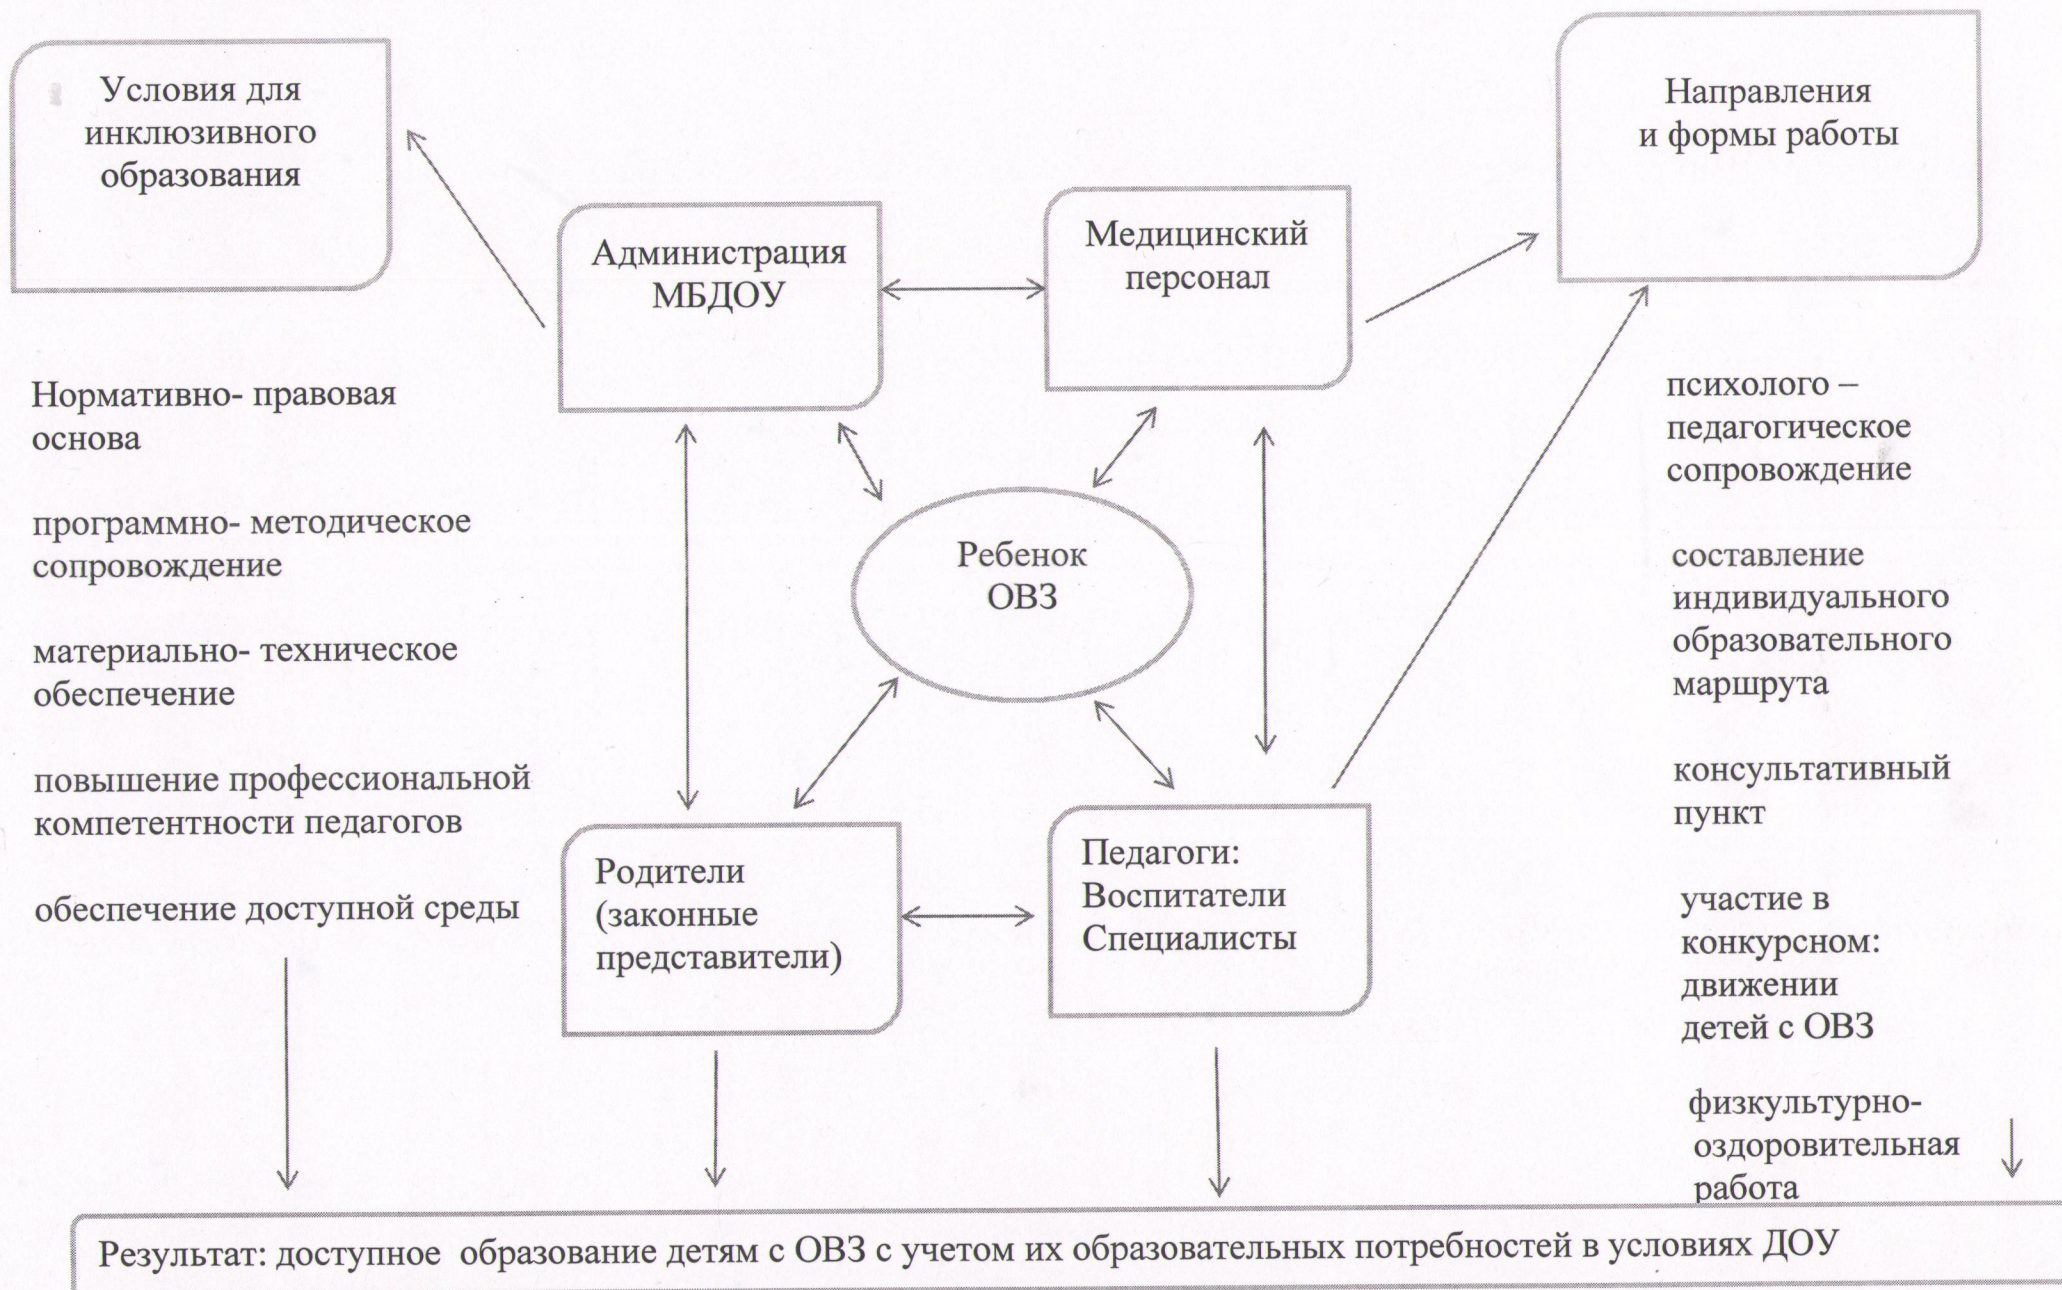 Условия для
инклюзивного
образования
Направления
и формы работы
Администрация
МБДОУ
Медицинский
персонал
Нормативно- правовая
основа
программно- методическое
сопровождение
материально- техническое
обеспечение
повышение профессиональной
компетентности педагогов
обеспечение доступной среды
Ребенок
ОВЗ
Родители
(законные
представители)
Педагоги:
Воспитатели
Специалисты
психолого –
педагогическое
сопровождение
составление
индивидуального
образовательного
маршрута
консультативный
пункт
участие в
конкурсном:
движении
детей с ОВЗ
физкультурно-
оздоровительная
работа
Результат: доступное  образование детям с ОВЗ с учетом их образовательных потребностей в условиях ДОУ